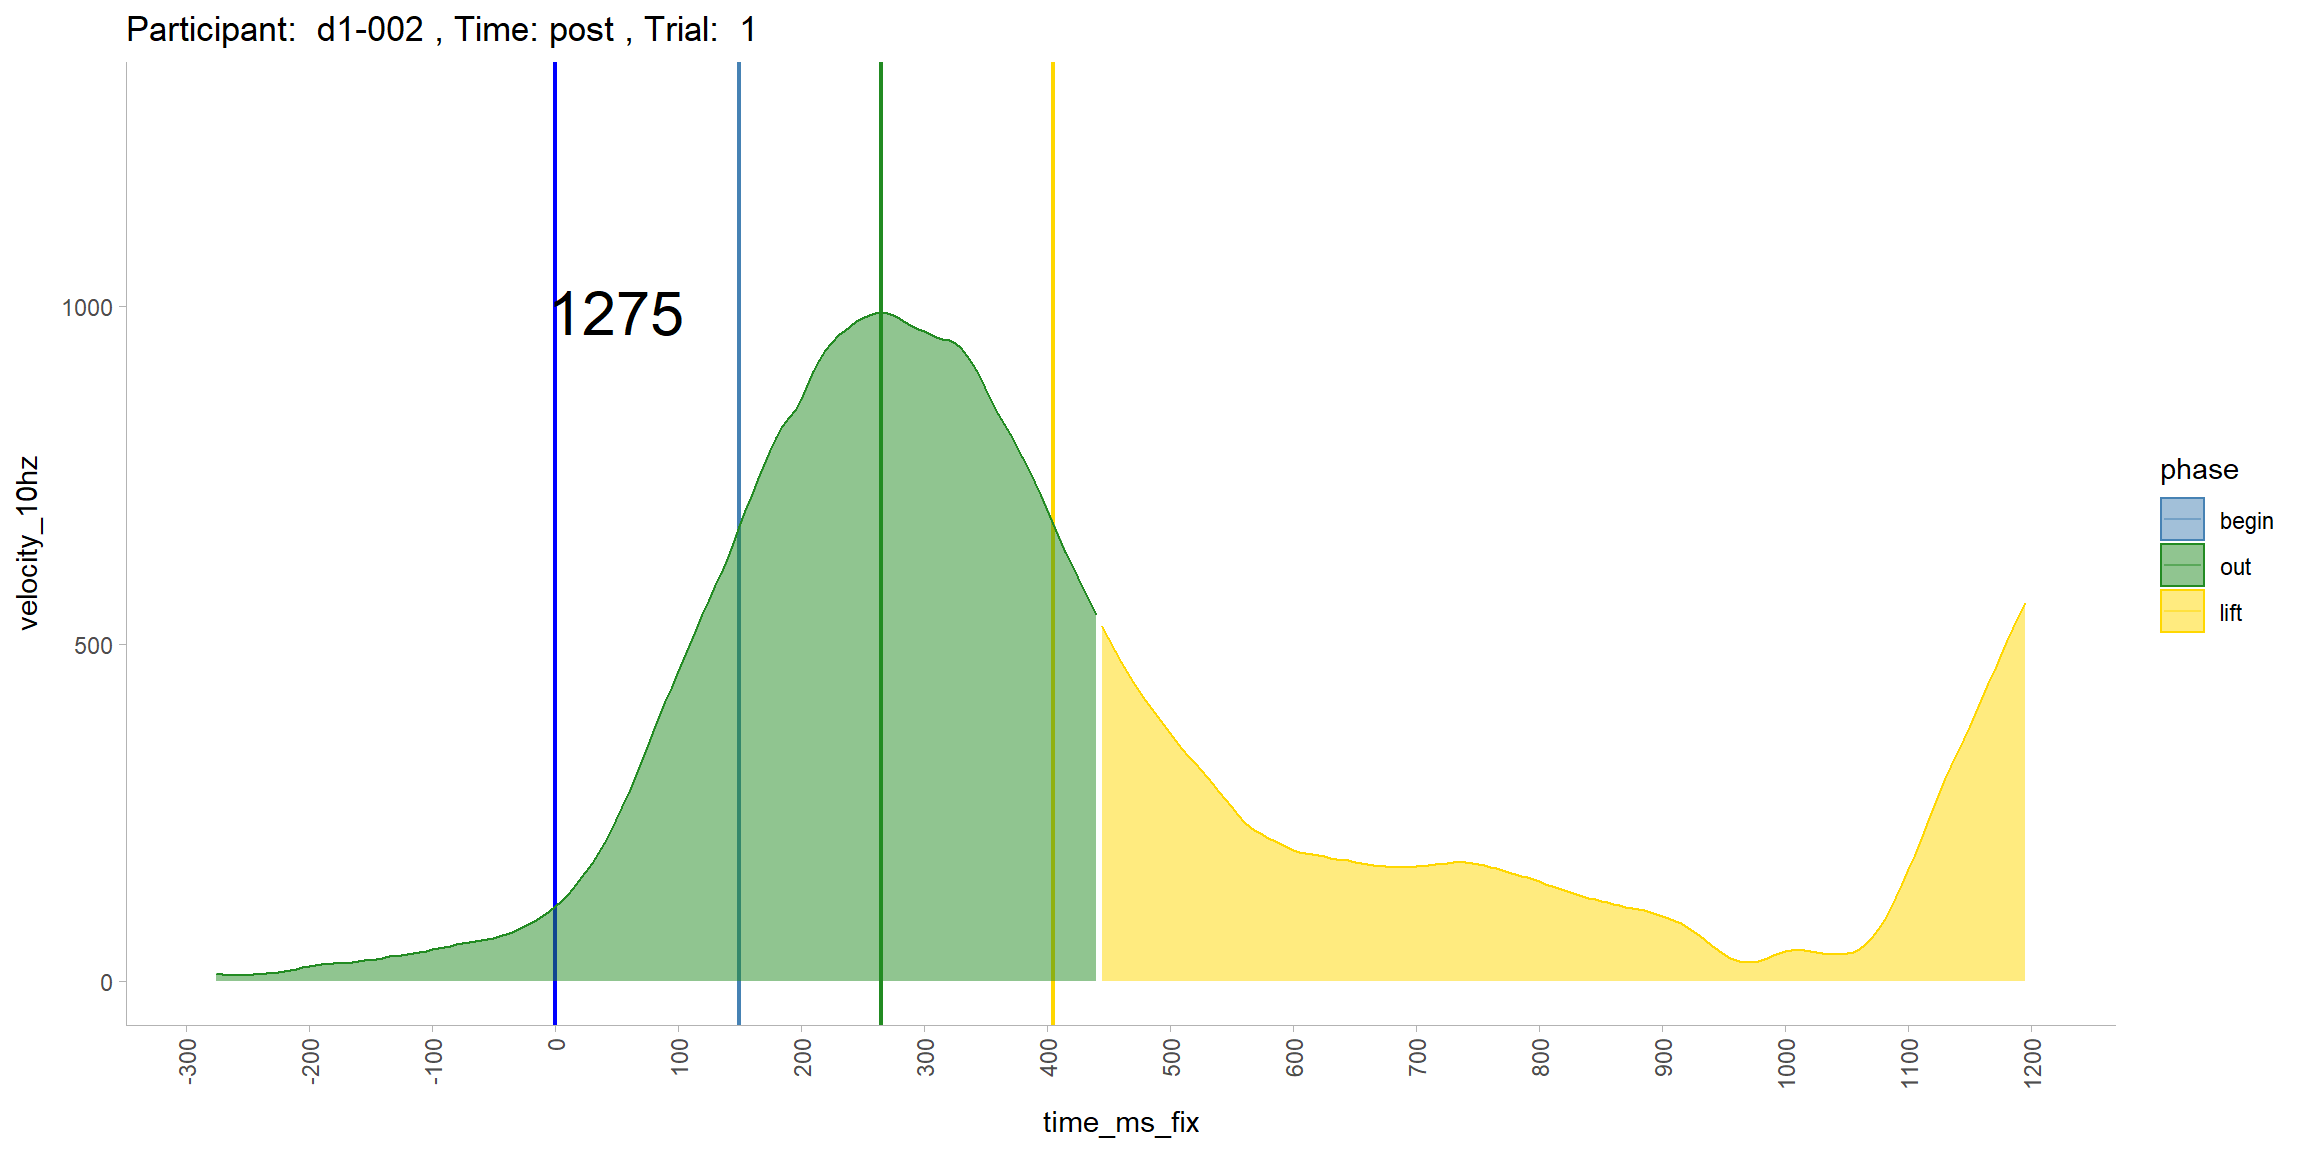 Participant:  d1-002 , Time: post , Trial:  1
1275
1000
500
0
velocity_10hz
-300
-200
-100
0
100
200
300
400
500
600
700
800
900
1000
1100
1200
time_ms_fix
phase
begin
out
lift